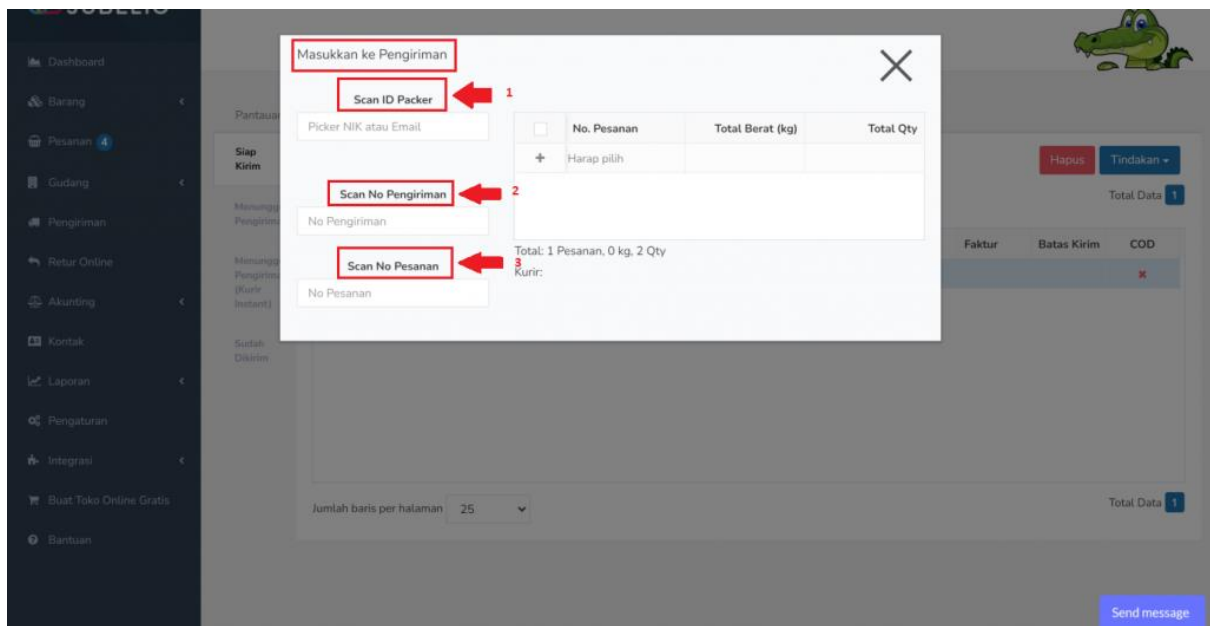 JUBELIO
Dashboard
Barang
Pesanan 4
Gudang
Pengiriman
Retur Online
Akunting
Kontak
Laporan
Pengaturan
Integrasi
Buat Toko Online Gratis
Bantuan
Siap
Kirim
Sudah
Dikirim
Masukkan ke Pengiriman
Scan ID Packer
1
Picker NIK atau Email
Scan No Pengiriman
2
No Pengiriman
Scan No Pesanan
3
No Pesanan
No. Pesanan Total Berat (kg) Total Qty
+ Harap pilih
Total: 1 Pesanan, 0 kg, 2 Qty
Kurir:
Hapus Tindakan
Total Data 1
Faktur Batas Kirim COD
Jumlah baris per halaman 25
Total Data 1
Send message